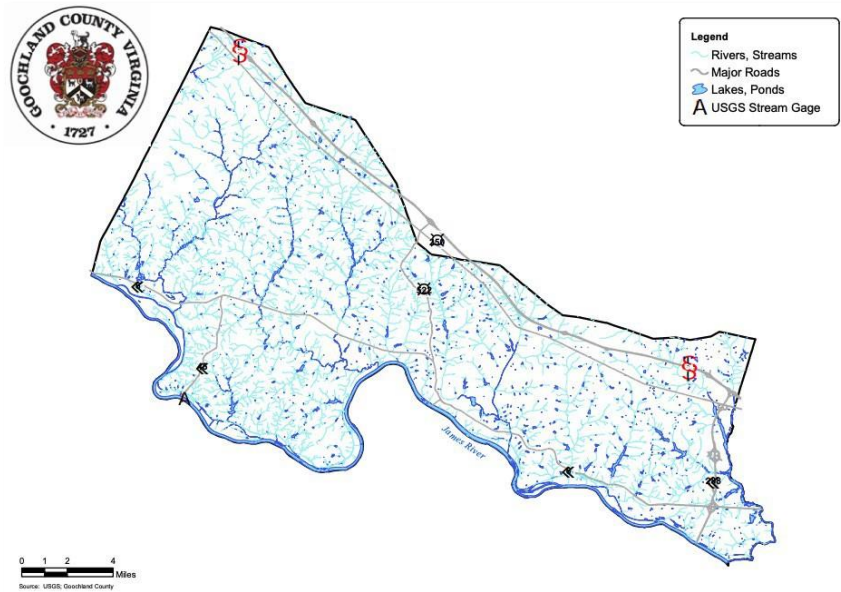 GOOCHLAND COUNTY VIRGINIA
· 1727 ·
Legend
Rivers, Streams
Major Roads
Lakes, Ponds
A USGS Stream Gage
250
522
A
James River
288
0 1 2 4
Miles
Source: USGS; Goochland County